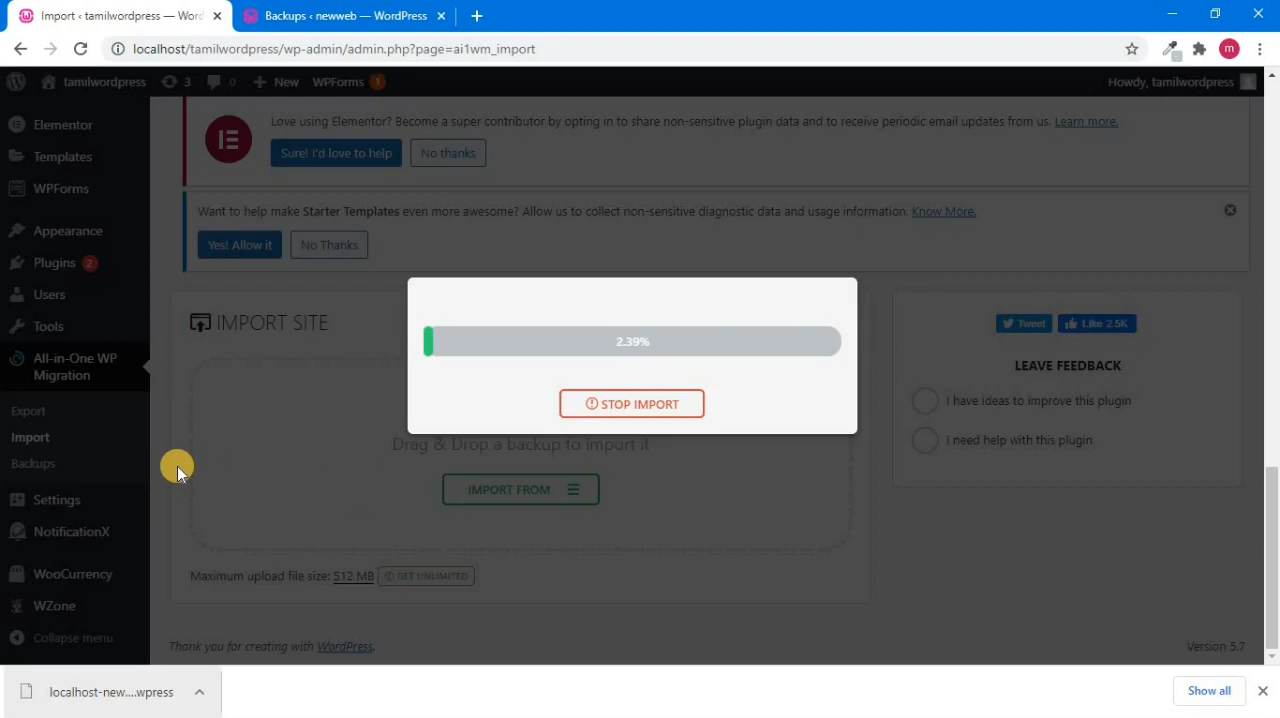 Import ‹ tamilwordpress — Word
Backups ‹ newweb — WordPress
localhost/tamilwordpress/wp-admin/admin.php?page=ai1wm_import
m
tamilwordpress
3
0
New
WPForms
1
Howdy, tamilwordpress
Elementor
Templates
WPForms
Appearance
Plugins 2
Users
Tools
All-in-One WP
Migration
Export
Import
Backups
Settings
NotificationX
WooCurrency
WZone
Collapse menu
Love using Elementor? Become a super contributor by opting in to share non-sensitive plugin data and to receive periodic email updates from us. Learn more.
Sure! I'd love to help
No thanks
Want to help make Starter Templates even more awesome? Allow us to collect non-sensitive diagnostic data and usage information. Know More.
Yes! Allow it
No Thanks
IMPORT SITE
2.39%
STOP IMPORT
Drag & Drop a backup to import it
IMPORT FROM
Maximum upload file size: 512 MB
GET UNLIMITED
Tweet
Like 2.5K
LEAVE FEEDBACK
I have ideas to improve this plugin
I need help with this plugin
Thank you for creating with WordPress.
Version 5.7
localhost-new....wpress
Show all